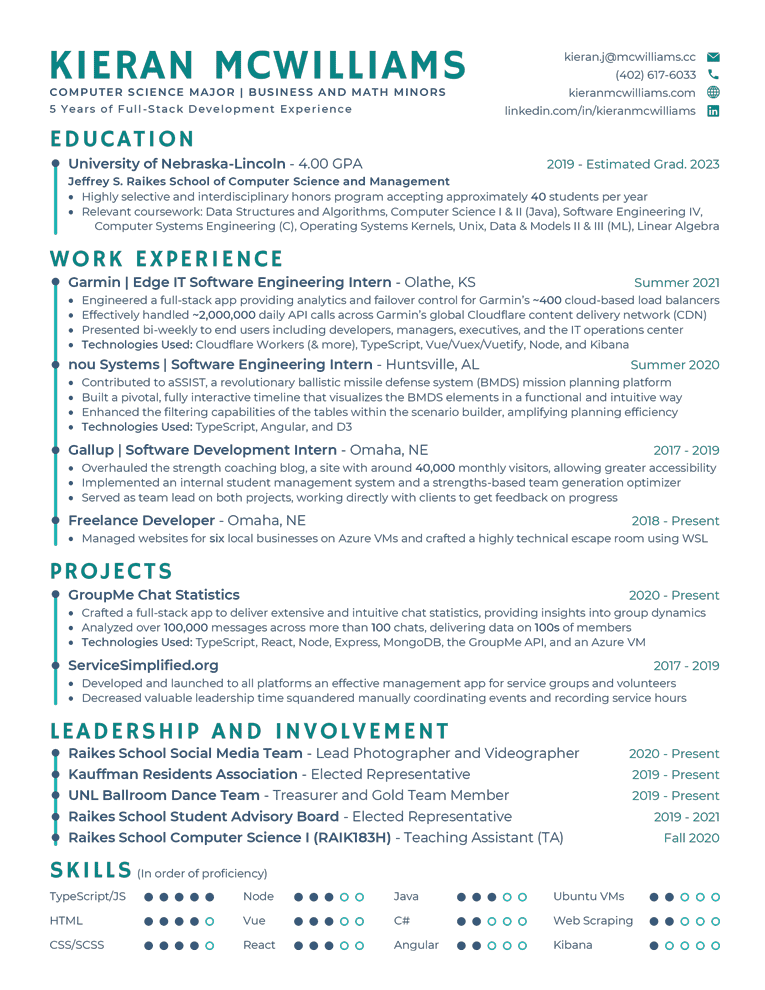 KIERAN MCWILLIAMS
COMPUTER SCIENCE MAJOR | BUSINESS AND MATH MINORS
5 Years of Full-Stack Development Experience
kieran.j@mcwilliams.cc
(402) 617-6033
kieranmcwilliams.com
linkedin.com/in/kieranmcwilliams
EDUCATION
University of Nebraska-Lincoln - 4.00 GPA 2019 - Estimated Grad. 2023
Jeffrey S. Raikes School of Computer Science and Management
• Highly selective and interdisciplinary honors program accepting approximately 40 students per year
• Relevant coursework: Data Structures and Algorithms, Computer Science I & II (Java), Software Engineering IV,
Computer Systems Engineering (C), Operating Systems Kernels, Unix, Data & Models II & III (ML), Linear Algebra
WORK EXPERIENCE
Garmin | Edge IT Software Engineering Intern - Olathe, KS Summer 2021
• Engineered a full-stack app providing analytics and failover control for Garmin's ~400 cloud-based load balancers
• Effectively handled ~2,000,000 daily API calls across Garmin's global Cloudflare content delivery network (CDN)
• Presented bi-weekly to end users including developers, managers, executives, and the IT operations center
• Technologies Used: Cloudflare Workers (& more), TypeScript, Vue/Vuex/Vuetify, Node, and Kibana
nou Systems | Software Engineering Intern - Huntsville, AL Summer 2020
• Contributed to aSSIST, a revolutionary ballistic missile defense system (BMDS) mission planning platform
• Built a pivotal, fully interactive timeline that visualizes the BMDS elements in a functional and intuitive way
• Enhanced the filtering capabilities of the tables within the scenario builder, amplifying planning efficiency
• Technologies Used: TypeScript, Angular, and D3
Gallup | Software Development Intern - Omaha, NE 2017 - 2019
• Overhauled the strength coaching blog, a site with around 40,000 monthly visitors, allowing greater accessibility
• Implemented an internal student management system and a strengths-based team generation optimizer
• Served as team lead on both projects, working directly with clients to get feedback on progress
Freelance Developer - Omaha, NE 2018 - Present
• Managed websites for six local businesses on Azure VMs and crafted a highly technical escape room using WSL
PROJECTS
GroupMe Chat Statistics 2020 - Present
• Crafted a full-stack app to deliver extensive and intuitive chat statistics, providing insights into group dynamics
• Analyzed over 100,000 messages across more than 100 chats, delivering data on 100s of members
• Technologies Used: TypeScript, React, Node, Express, MongoDB, the GroupMe API, and an Azure VM
ServiceSimplified.org 2017 - 2019
• Developed and launched to all platforms an effective management app for service groups and volunteers
• Decreased valuable leadership time squandered manually coordinating events and recording service hours
LEADERSHIP AND INVOLVEMENT
Raikes School Social Media Team - Lead Photographer and Videographer 2020 - Present
Kauffman Residents Association - Elected Representative 2019 - Present
UNL Ballroom Dance Team - Treasurer and Gold Team Member 2019 - Present
Raikes School Student Advisory Board - Elected Representative 2019 - 2021
Raikes School Computer Science I (RAIK183H) - Teaching Assistant (TA) Fall 2020
SKILLS (In order of proficiency)
TypeScript/JS Node Java Ubuntu VMs
HTML Vue C# Web Scraping
CSS/SCSS React Angular Kibana